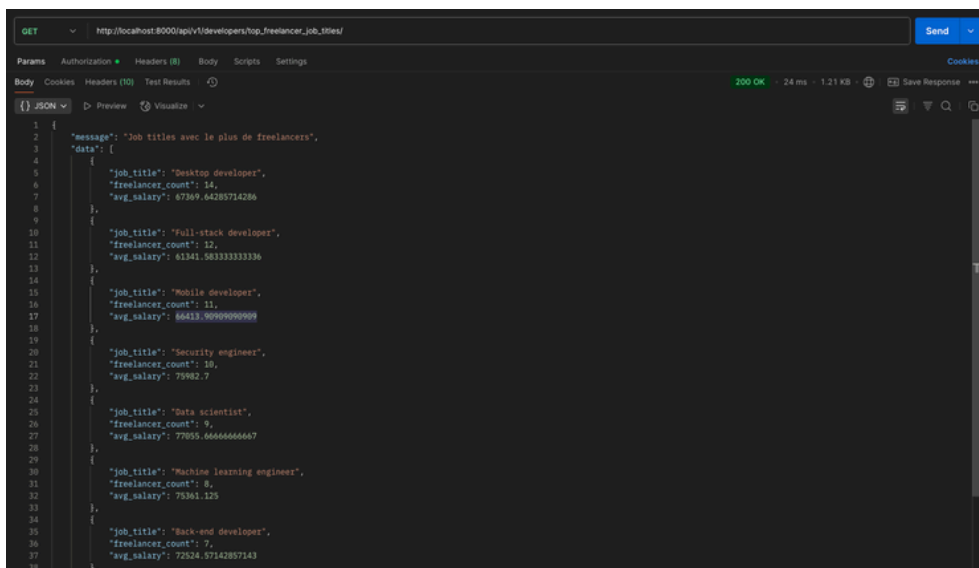 GET http://localhost:8000/api/v1/developers/top_freelancer_job_titles/ Send
Params Authorization Headers (8) Body Scripts Settings Cookies
Body Cookies Headers (10) Test Results 200 OK 24 ms 1.21 KB Save Response
{} JSON Preview Visualize
1 {
2 "message": "Job titles avec le plus de freelancers",
3 "data": [
4 {
5 "job_title": "Desktop developer",
6 "freelancer_count": 14,
7 "avg_salary": 67369.64285714286
8 },
9 {
10 "job_title": "Full-stack developer",
11 "freelancer_count": 12,
12 "avg_salary": 61341.583333333336
13 },
14 {
15 "job_title": "Mobile developer",
16 "freelancer_count": 11,
17 "avg_salary": 66413.90909090909
18 },
19 {
20 "job_title": "Security engineer",
21 "freelancer_count": 10,
22 "avg_salary": 75982.7
23 },
24 {
25 "job_title": "Data scientist",
26 "freelancer_count": 9,
27 "avg_salary": 77055.66666666667
28 },
29 {
30 "job_title": "Machine learning engineer",
31 "freelancer_count": 8,
32 "avg_salary": 75361.125
33 },
34 {
35 "job_title": "Back-end developer",
36 "freelancer_count": 7,
37 "avg_salary": 72524.57142857143
38 }